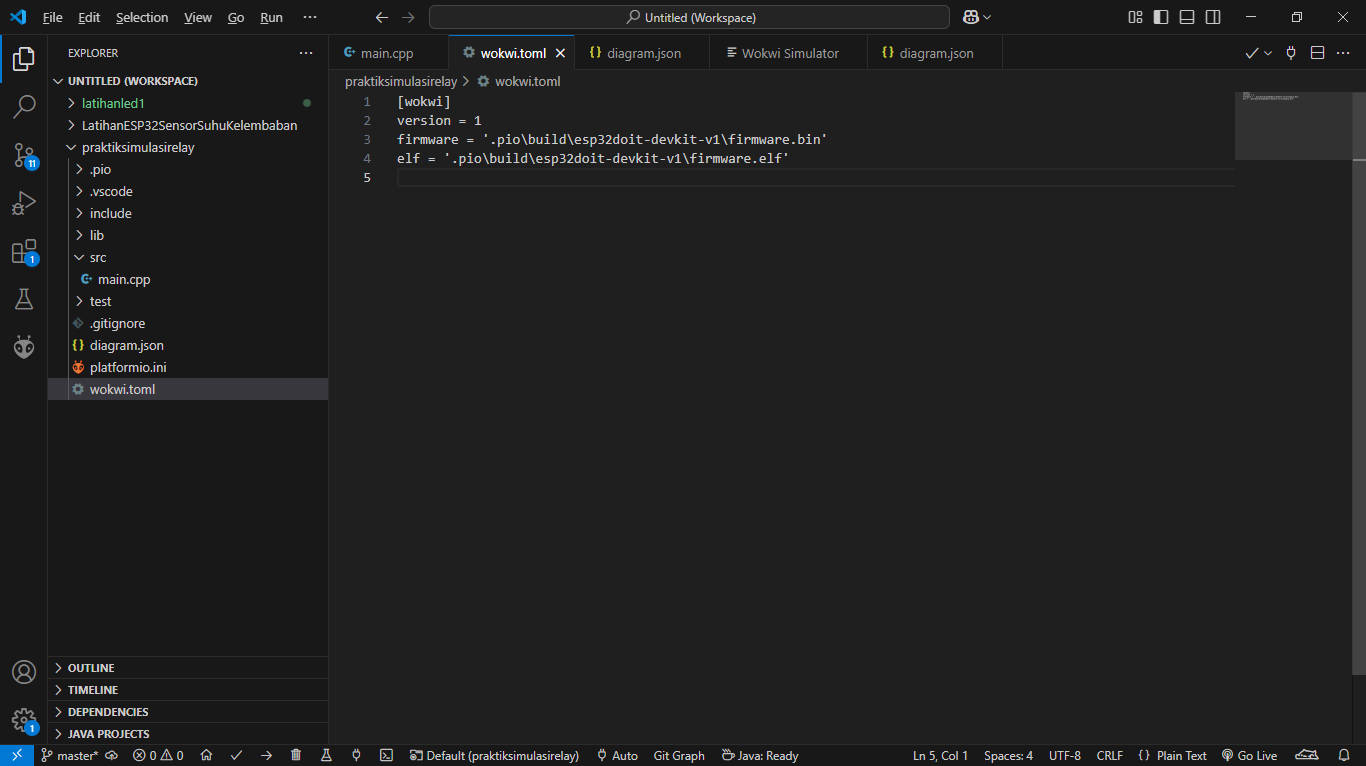 File Edit Selection View Go Run ··· Untitled (Workspace)
EXPLORER ···
UNTITLED (WORKSPACE)
latihanled1
LatihanESP32SensorSuhuKelembaban
praktiksimulasirelay
.pio
.vscode
include
lib
src
main.cpp
test
.gitignore
diagram.json
platformio.ini
wokwi.toml
OUTLINE
TIMELINE
DEPENDENCIES
JAVA PROJECTS
11
1
1
main.cpp wokwi.toml diagram.json Wokwi Simulator diagram.json
praktiksimulasirelay > wokwi.toml
1 [wokwi]
2 version = 1
3 firmware = '.pio\build\esp32doit-devkit-v1\firmware.bin'
4 elf = '.pio\build\esp32doit-devkit-v1\firmware.elf'
5
master* 0 0 Default (praktiksimulasirelay) Auto Git Graph Java: Ready Ln 5, Col 1 Spaces: 4 UTF-8 CRLF {} Plain Text Go Live